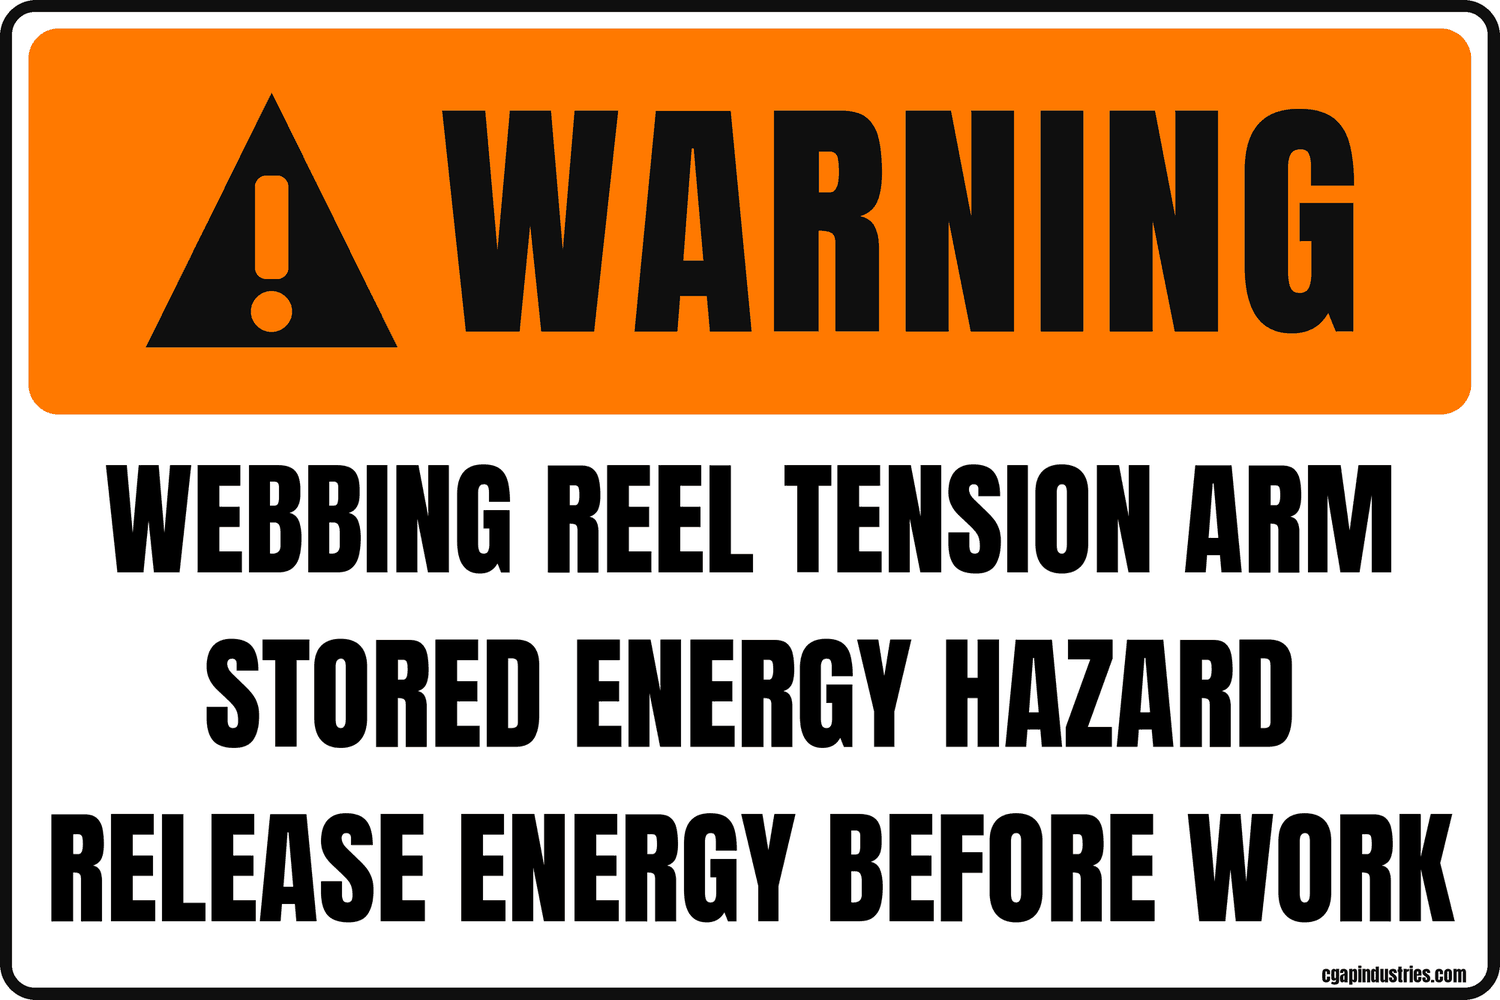 WARNING
WEBBING REEL TENSION ARM
STORED ENERGY HAZARD
RELEASE ENERGY BEFORE WORK
cgapindustries.com